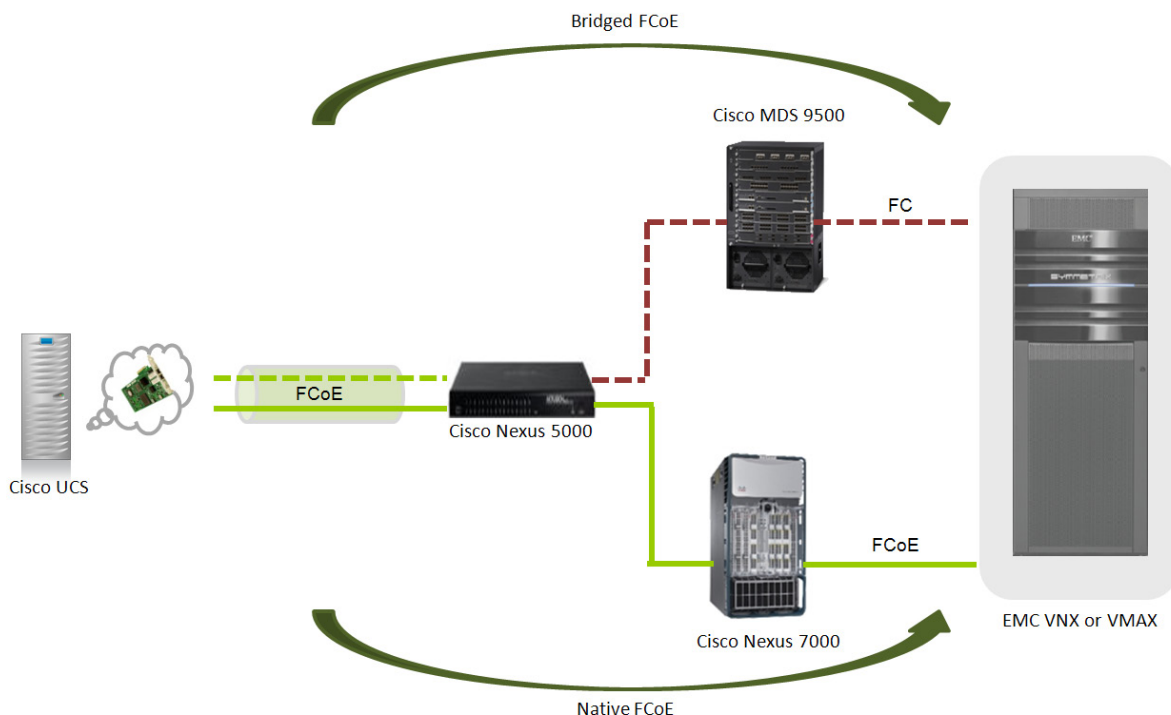 Bridged FCoE
Cisco MDS 9500
FC
EMC
FCoE
Cisco Nexus 5000
Cisco UCS
FCoE
Cisco Nexus 7000
EMC VNX or VMAX
Native FCoE